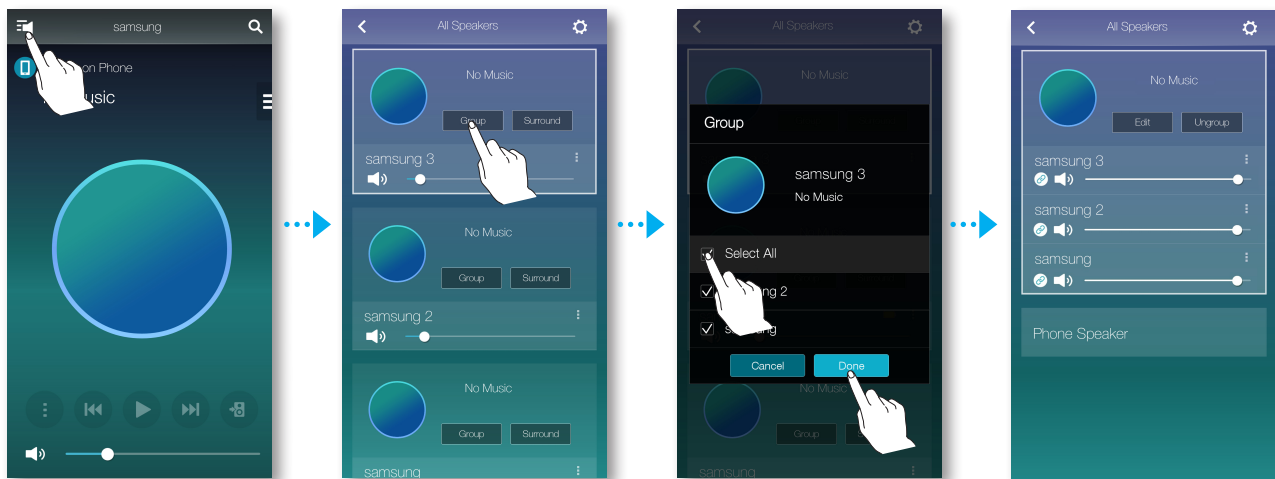 samsung
on Phone
usic
All Speakers
No Music
Group
Surround
samsung 3
No Music
Group
Surround
samsung 2
No Music
Group
Surround
samsung
All Speakers
No Music
Group
samsung 3
No Music
Select All
ng 2
Cancel
Done
No Music
Group
samsung
All Speakers
No Music
Edit
Ungroup
samsung 3
samsung 2
samsung
Phone Speaker